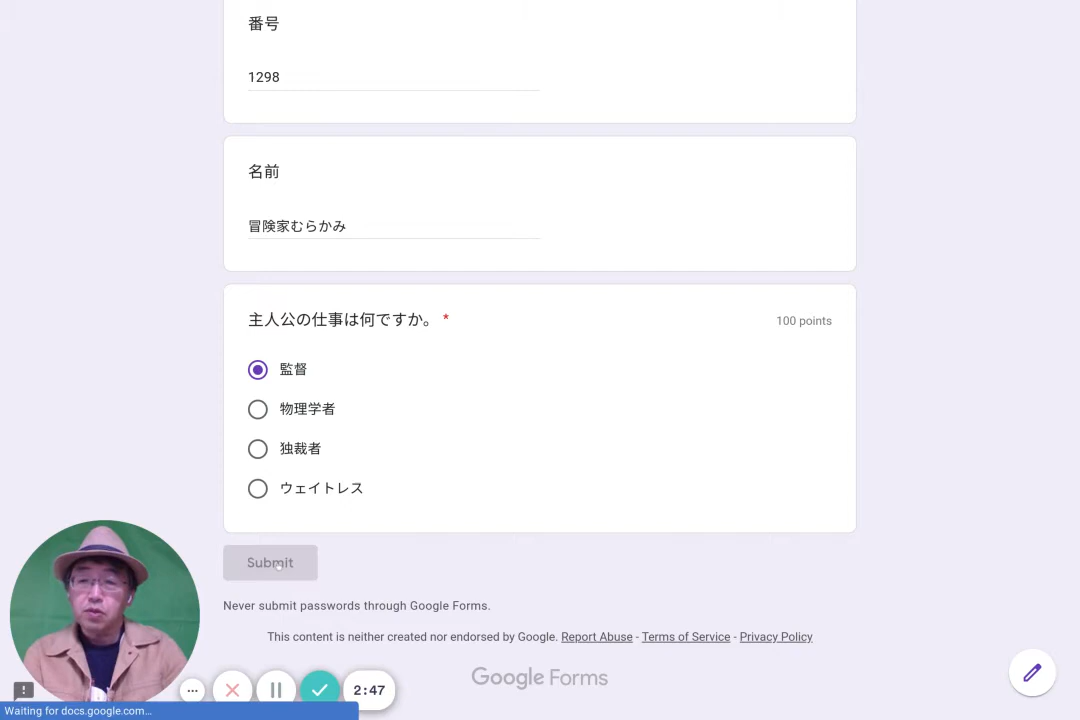 番号
1298
名前
冒険家むらかみ
主人公の仕事は何ですか。 *
100 points
監督
物理学者
独裁者
ウェイトレス
Submit
Never submit passwords through Google Forms.
This content is neither created nor endorsed by Google. Report Abuse - Terms of Service - Privacy Policy
Google Forms
2:47
Waiting for docs.google.com...